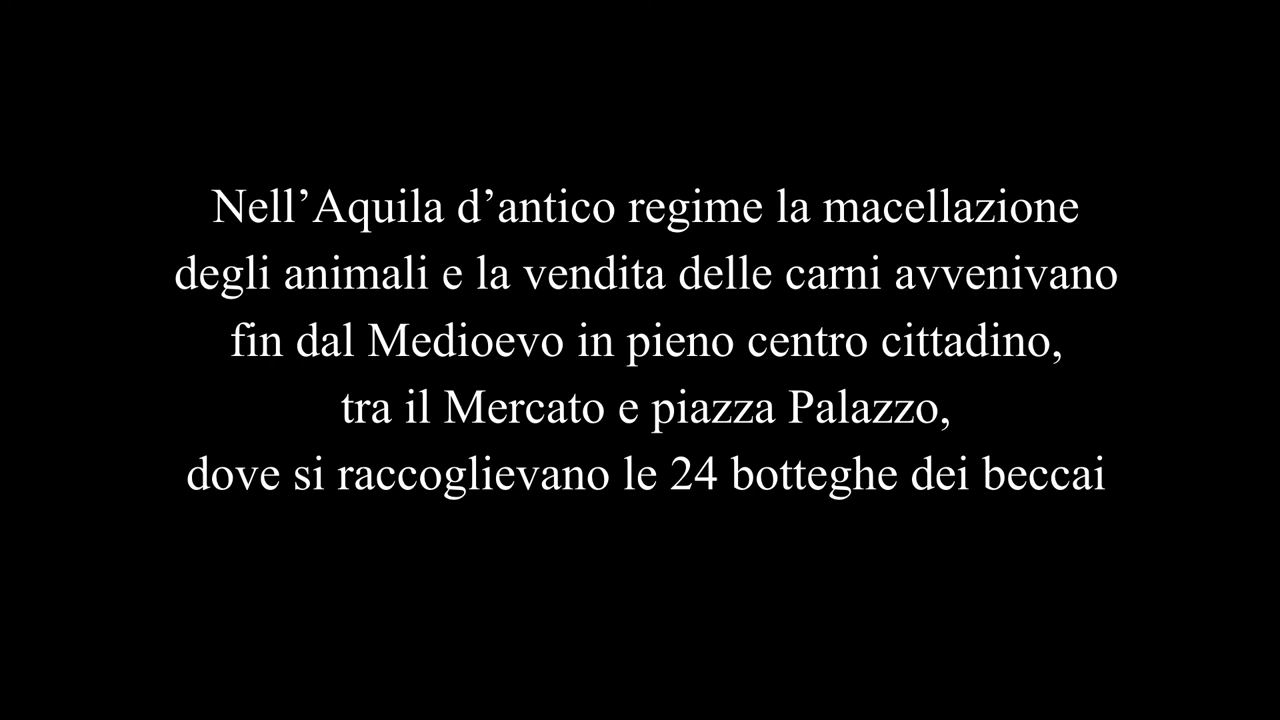 Nell’Aquila d’antico regime la macellazione
degli animali e la vendita delle carni avvenivano
fin dal Medioevo in pieno centro cittadino,
tra il Mercato e piazza Palazzo,
dove si raccoglievano le 24 botteghe dei beccai